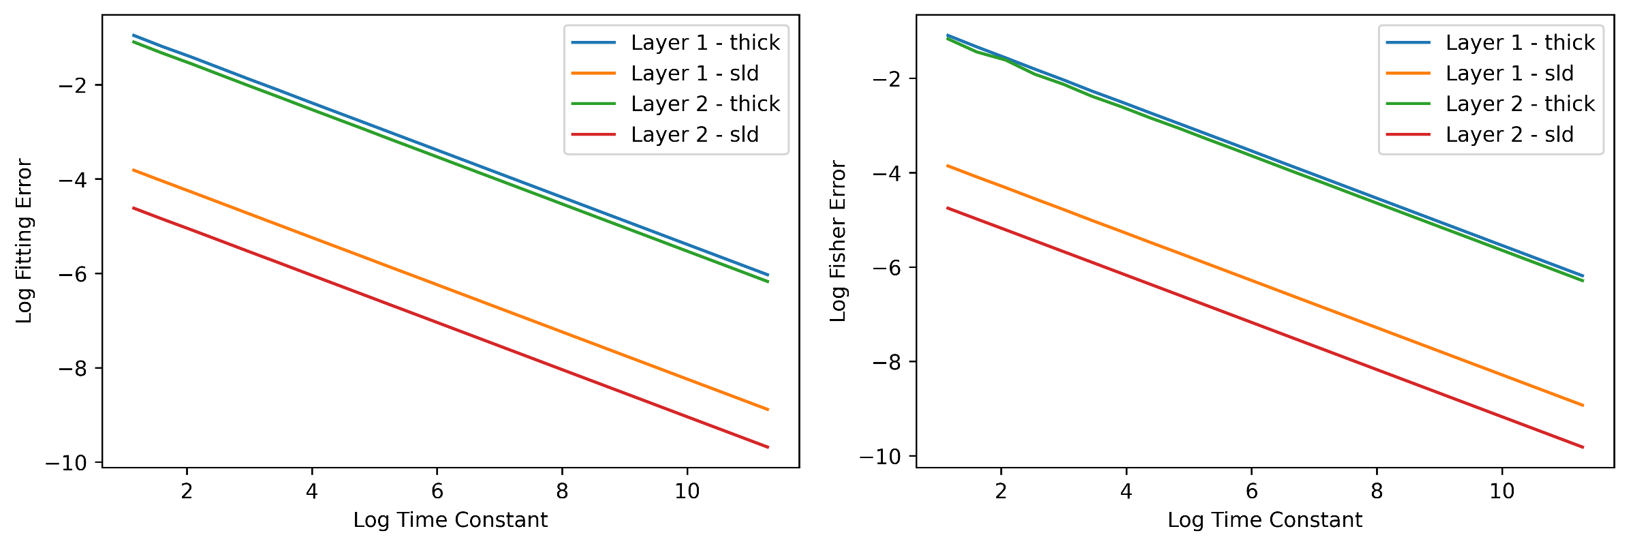 Log Fitting Error
−2
−4
−6
−8
−10
2 4 6 8 10
Log Time Constant
Layer 1 - thick
Layer 1 - sld
Layer 2 - thick
Layer 2 - sld
Log Fisher Error
−2
−4
−6
−8
−10
2 4 6 8 10
Log Time Constant
Layer 1 - thick
Layer 1 - sld
Layer 2 - thick
Layer 2 - sld